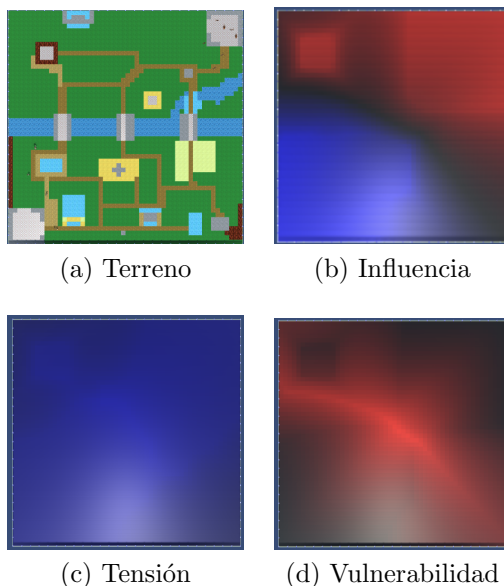 (a) Terreno
(b) Influencia
(c) Tensión
(d) Vulnerabilidad